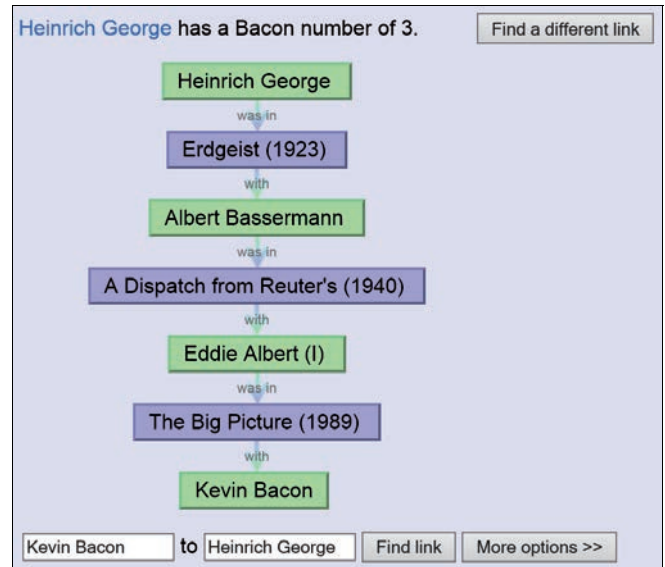 Heinrich George has a Bacon number of 3.
Find a different link
Heinrich George
was in
Erdgeist (1923)
with
Albert Bassermann
was in
A Dispatch from Reuter's (1940)
with
Eddie Albert (I)
was in
The Big Picture (1989)
with
Kevin Bacon
Kevin Bacon to Heinrich George Find link More options >>